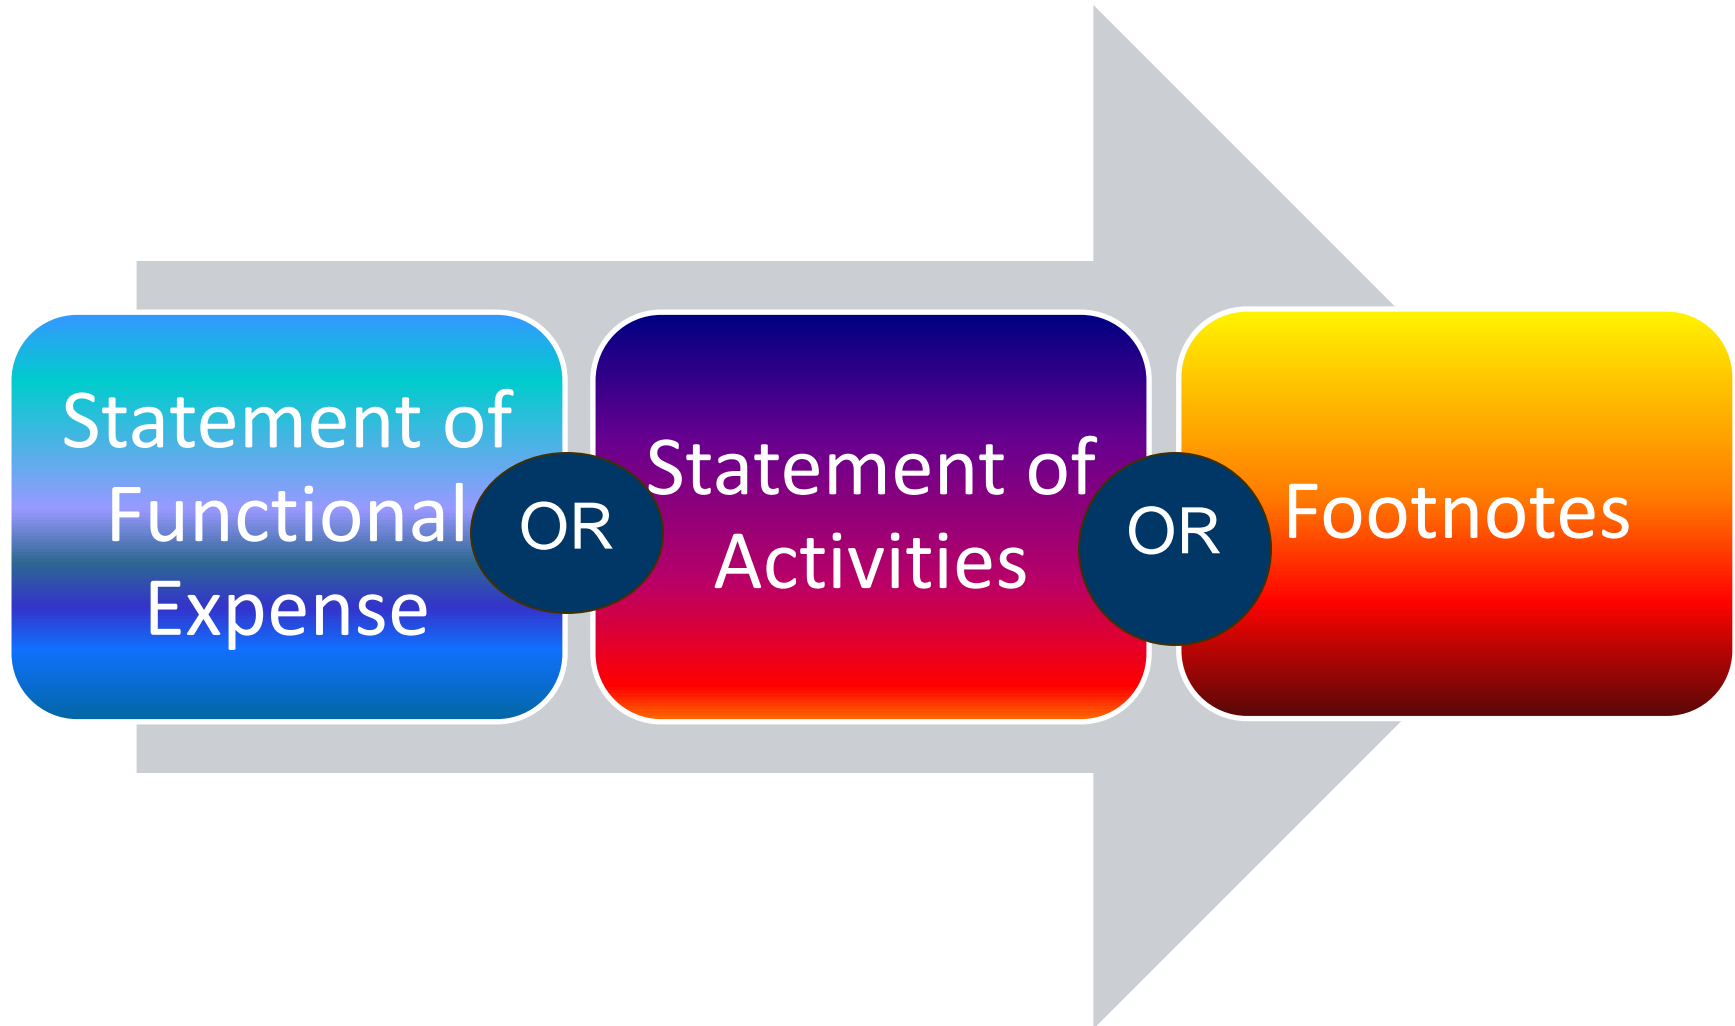 Statement of
Functional
Expense
OR
Statement of
Activities
OR
Footnotes